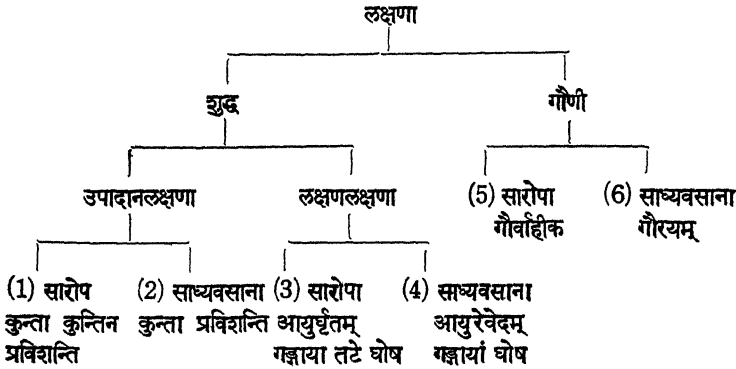 लक्षणा
शुद्ध गौणी
उपादानलक्षणा लक्षणलक्षणा (5) सारोपा (6) साध्यवसाना
गौर्वाहीक गौरयम्
(1) सारोप (2) साध्यवसाना (3) सारोपा (4) साध्यवसाना
कुन्ता कुन्तिन कुन्ता प्रविशन्ति आयुर्घृतम् आयुरेवेदम्
प्रविशन्ति गङ्गाया तटे घोष गङ्गायां घोष